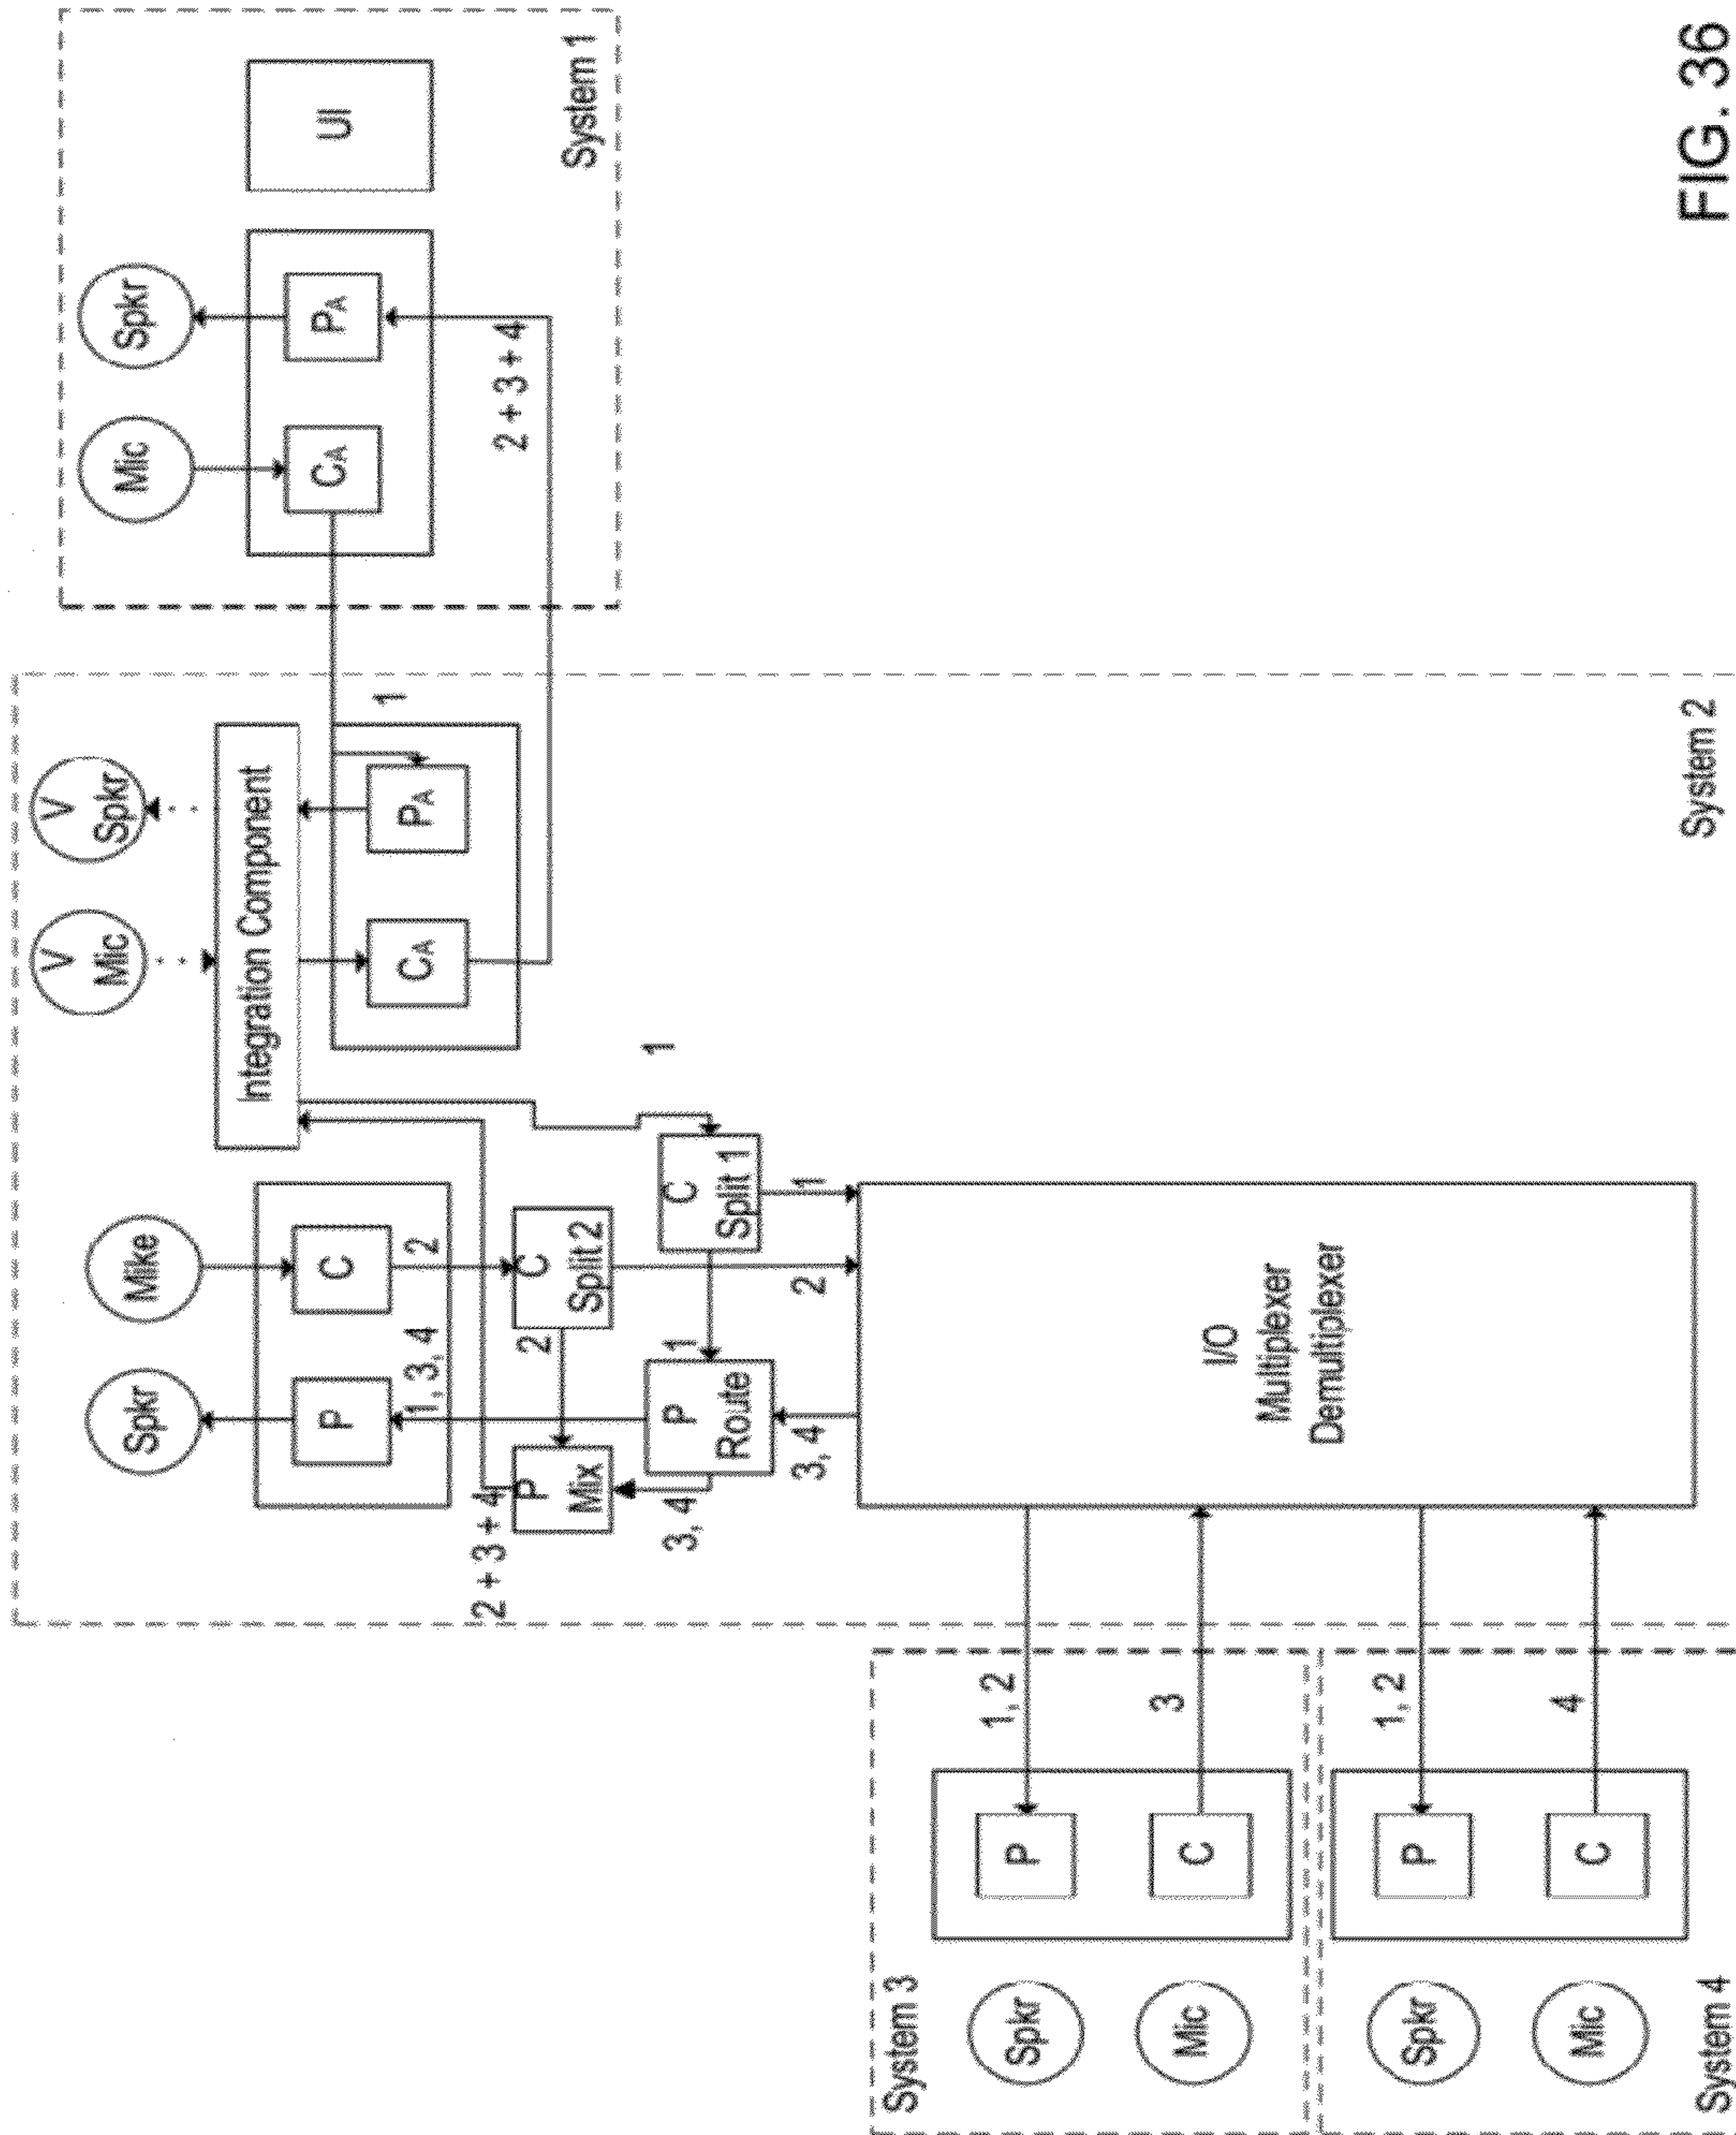 System 3
Spkr
Mic
P
C
1, 2
3
System 4
Spkr
Mic
P
C
1, 2
4
Spkr
Mike
P
C
1, 3, 4
2
2 + 3 + 4
P
Mix
2
C
Split 2
3, 4
P
Route
1
C
Split 1
1
3, 4
2
1
I/O
Multiplexer
Demultiplexer
V
Mic
V
Spkr
Integration Component
CA
PA
1
System 2
Mic
Spkr
CA
PA
UI
2 + 3 + 4
System 1
FIG. 36